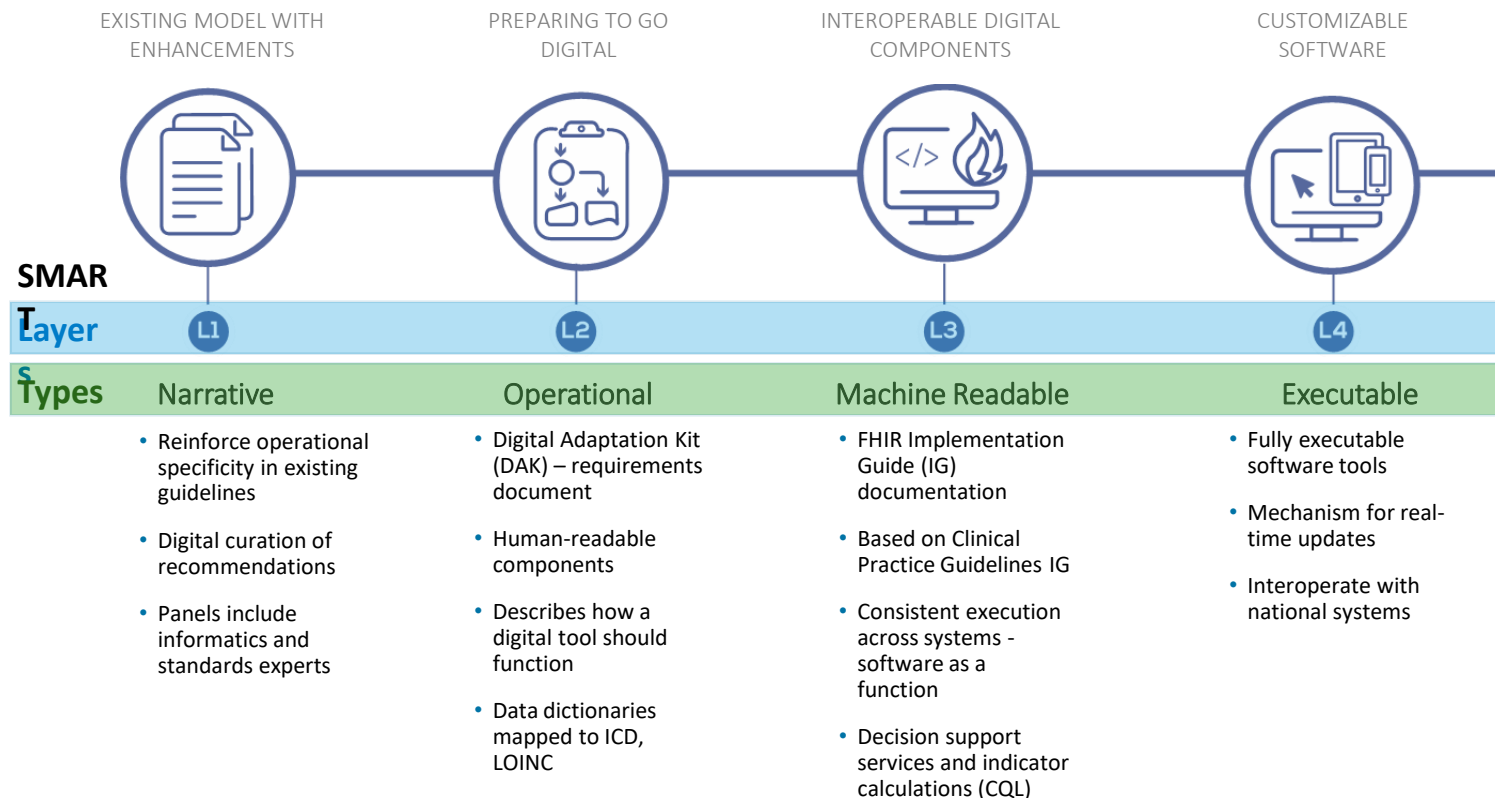 EXISTING MODEL WITH
ENHANCEMENTS
PREPARING TO GO
DIGITAL
INTEROPERABLE DIGITAL
COMPONENTS
CUSTOMIZABLE
SOFTWARE
</>
SMAR
T
Layer
s
L1
L2
L3
L4
Types
Narrative
Operational
Machine Readable
Executable
• Reinforce operational
specificity in existing
guidelines
• Digital curation of
recommendations
• Panels include
informatics and
standards experts
• Digital Adaptation Kit
(DAK) – requirements
document
• Human-readable
components
• Describes how a
digital tool should
function
• Data dictionaries
mapped to ICD,
LOINC
• FHIR Implementation
Guide (IG)
documentation
• Based on Clinical
Practice Guidelines IG
• Consistent execution
across systems -
software as a
function
• Decision support
services and indicator
calculations (CQL)
• Fully executable
software tools
• Mechanism for real-
time updates
• Interoperate with
national systems